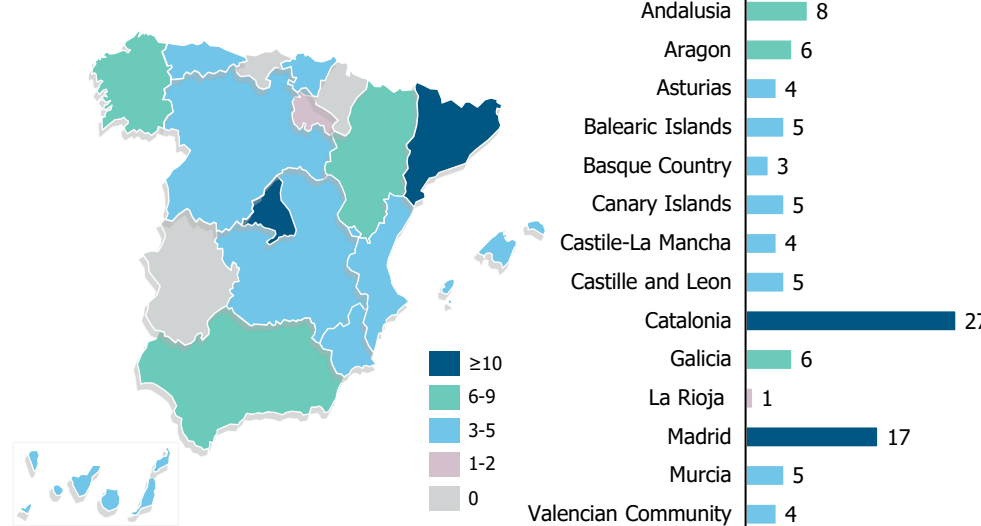 Andalusia 8
Aragon 6
Asturias 4
Balearic Islands 5
Basque Country 3
Canary Islands 5
Castile-La Mancha 4
Castille and Leon 5
Catalonia 27
Galicia 6
La Rioja 1
Madrid 17
Murcia 5
Valencian Community 4
≥10
6-9
3-5
1-2
0